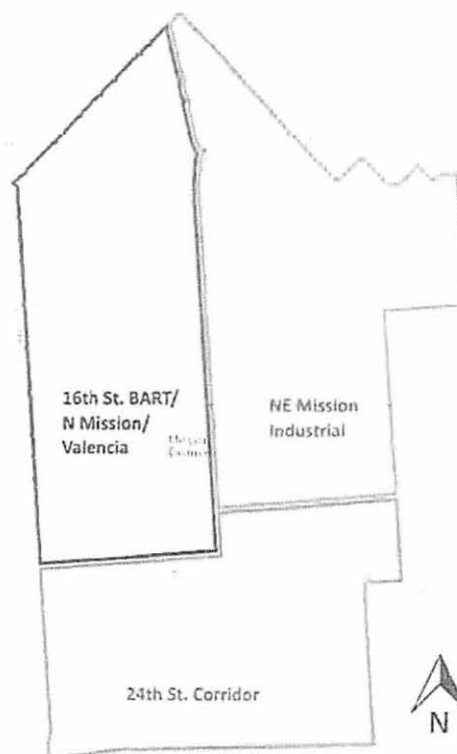 16th St. BART/
N Mission/
Valencia
NE Mission
Industrial
24th St. Corridor
N